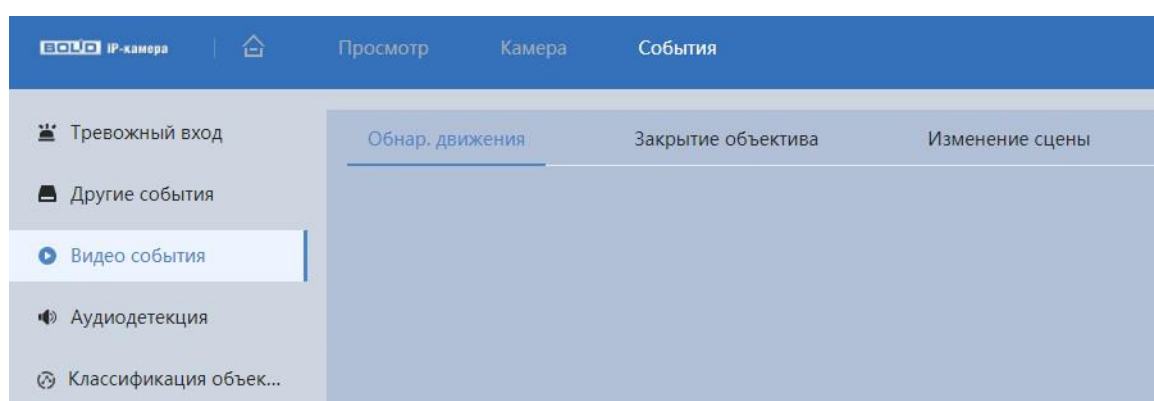 BOLID IP-камера Просмотр Камера События
Тревожный вход
Обнар. движения Закрытие объектива Изменение сцены
Другие события
Видео события
Аудиодетекция
Классификация объек...